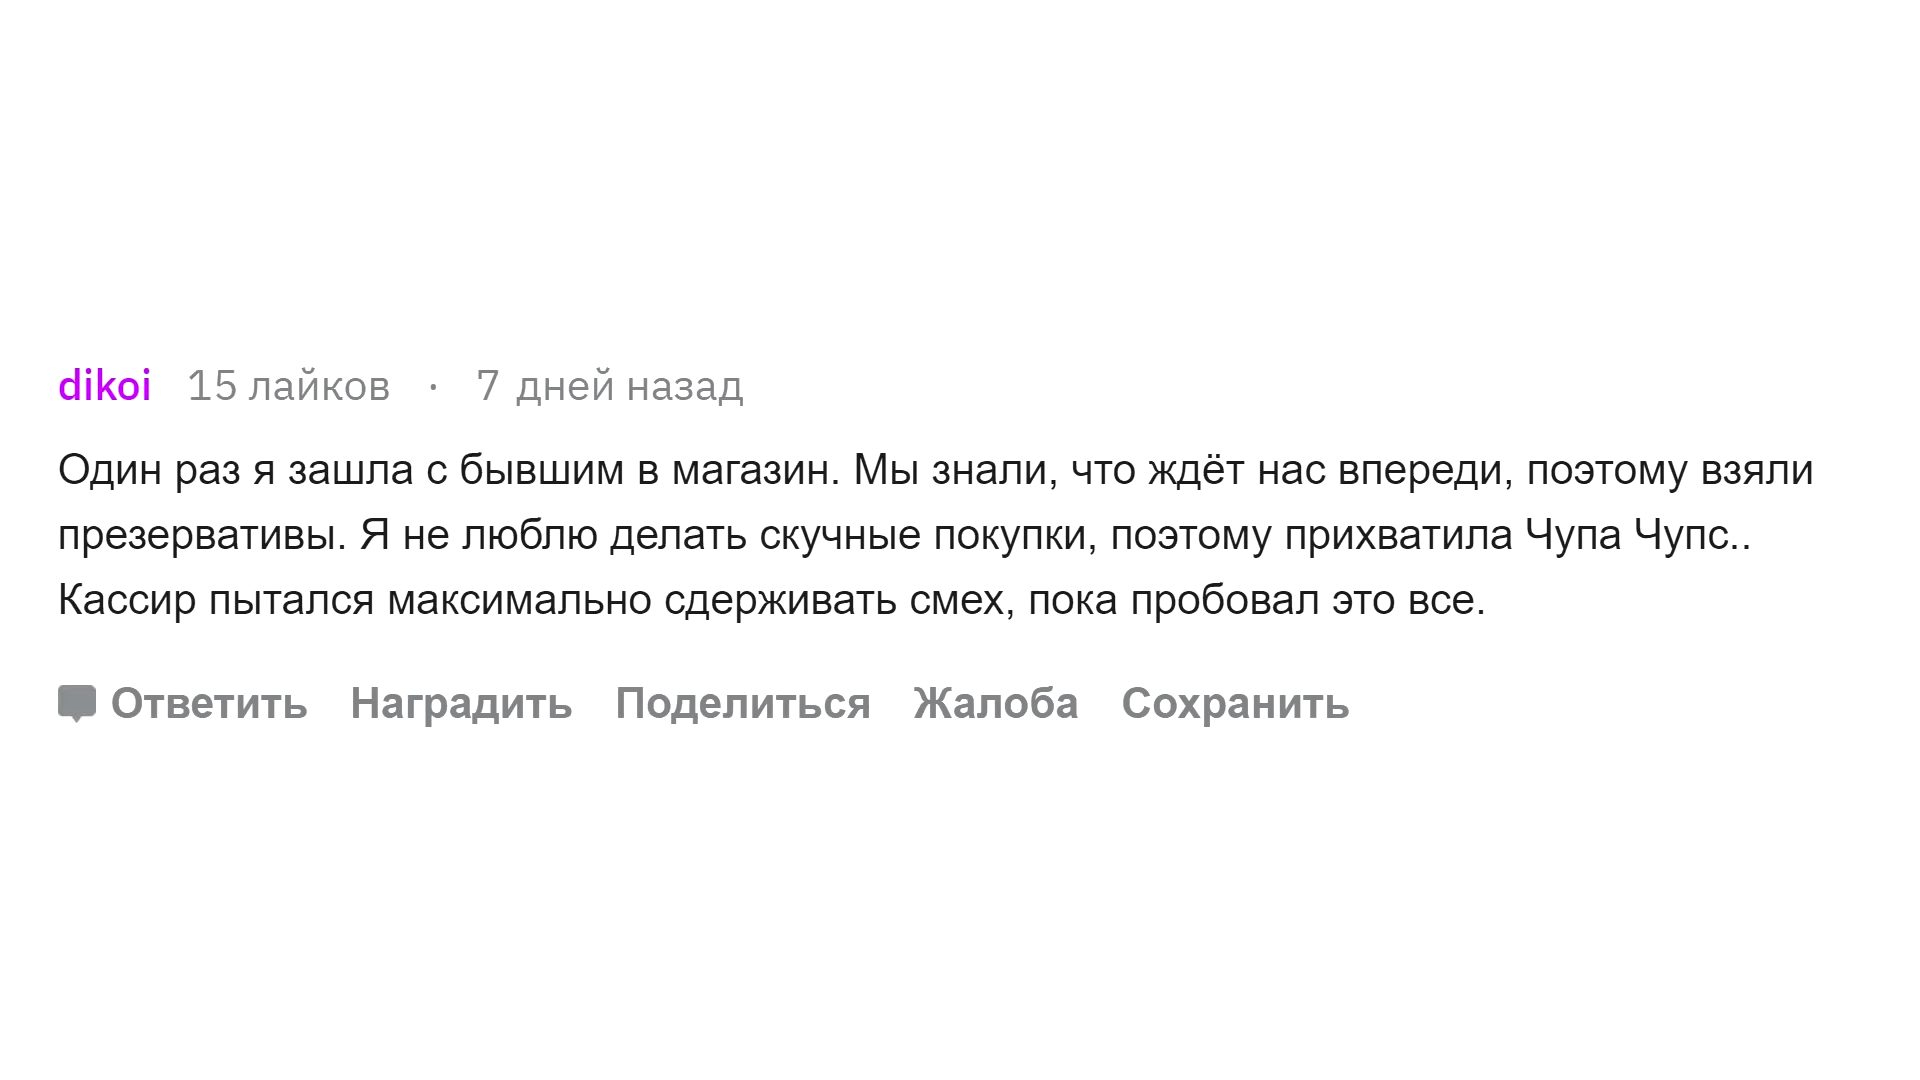 dikoi 15 лайков · 7 дней назад
Один раз я зашла с бывшим в магазин. Мы знали, что ждёт нас впереди, поэтому взяли
презервативы. Я не люблю делать скучные покупки, поэтому прихватила Чупа Чупс..
Кассир пытался максимально сдерживать смех, пока пробовал это все.
Ответить Наградить Поделиться Жалоба Сохранить